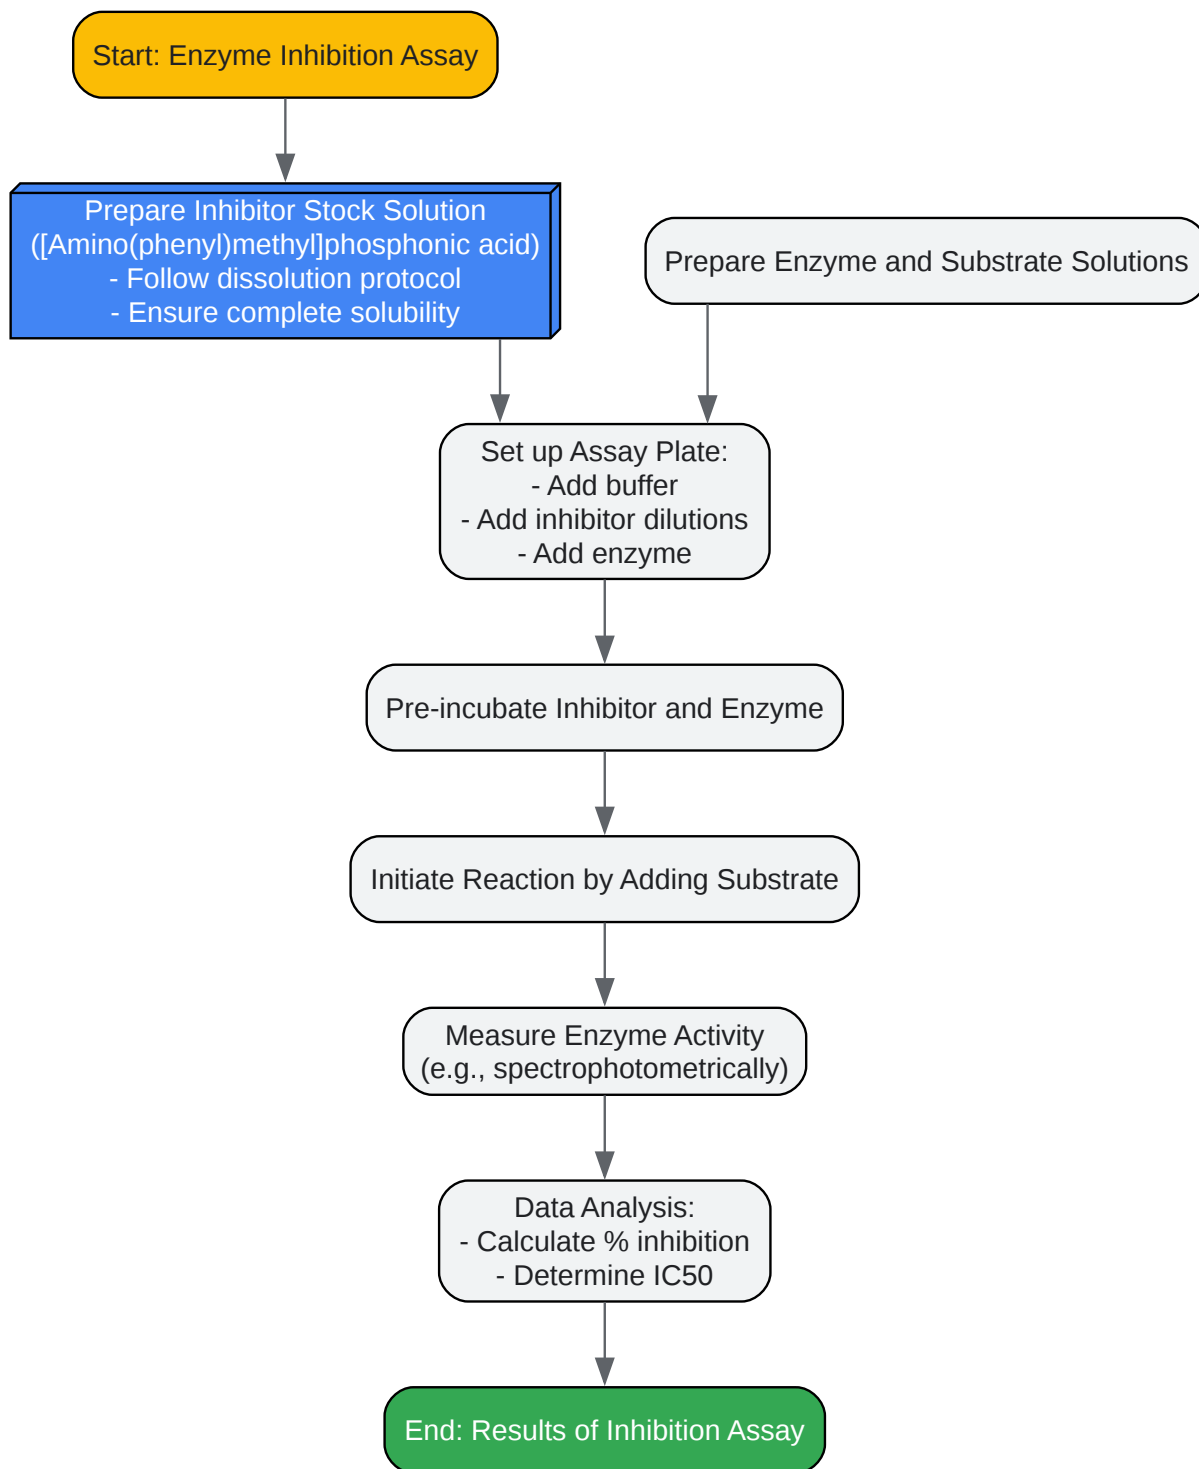 Start: Enzyme Inhibition Assay
Prepare Inhibitor Stock Solution
([Amino(phenyl)methyl]phosphonic acid)
- Follow dissolution protocol
- Ensure complete solubility
Prepare Enzyme and Substrate Solutions
Set up Assay Plate:
- Add buffer
- Add inhibitor dilutions
- Add enzyme
Pre-incubate Inhibitor and Enzyme
Initiate Reaction by Adding Substrate
Measure Enzyme Activity
(e.g., spectrophotometrically)
Data Analysis:
- Calculate % inhibition
- Determine IC50
End: Results of Inhibition Assay